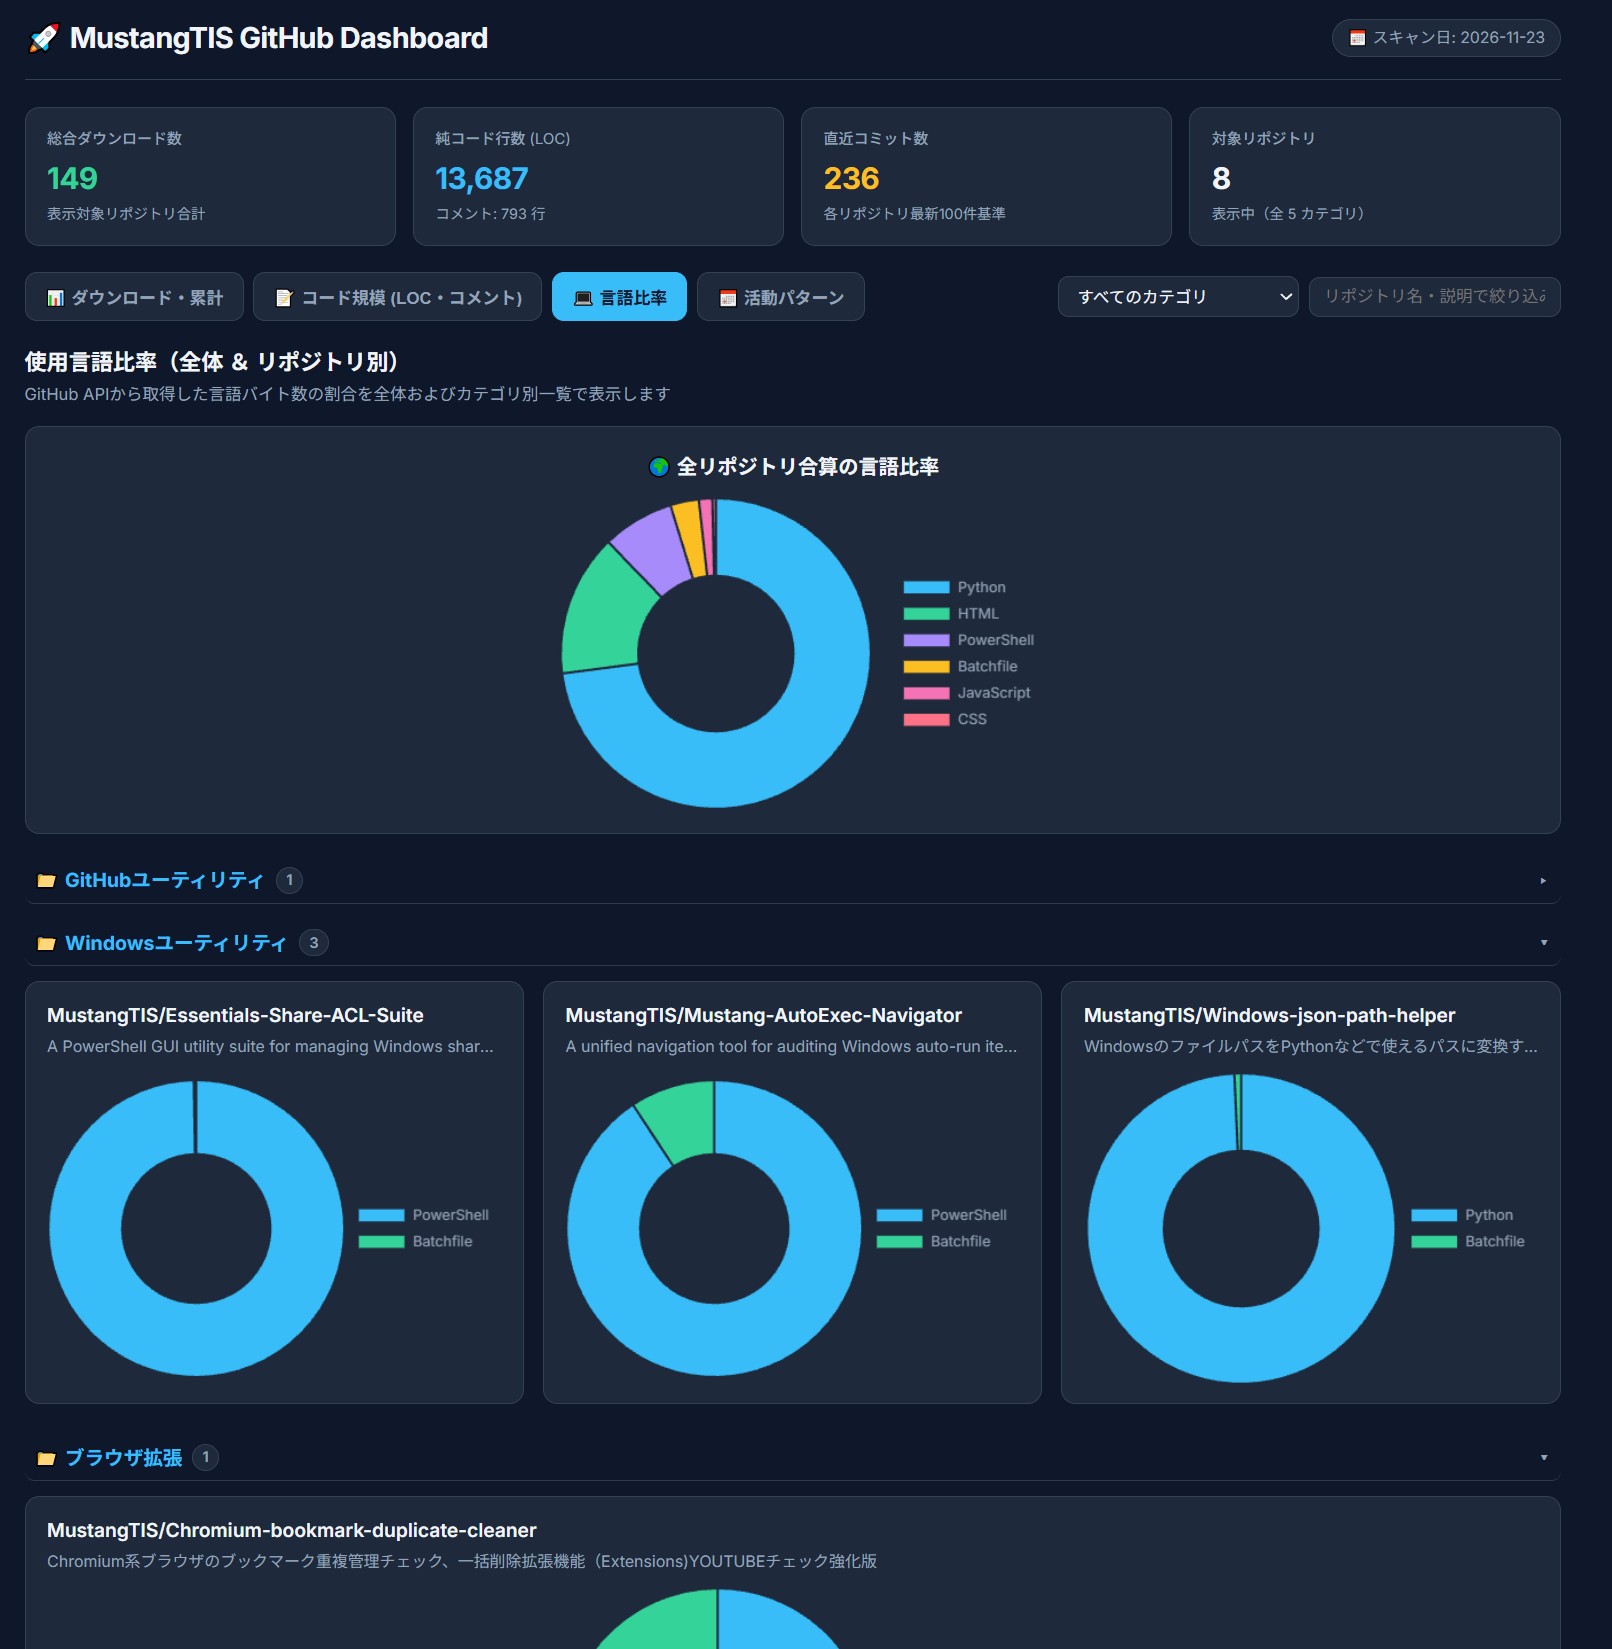 🚀 MustangTIS GitHub Dashboard
📅 スキャン日: 2026-11-23
総合ダウンロード数
149
表示対象リポジトリ合計
純コード行数 (LOC)
13,687
コメント: 793 行
直近コミット数
236
各リポジトリ最新100件基準
対象リポジトリ
8
表示中（全 5 カテゴリ）
📊 ダウンロード・累計
📝 コード規模 (LOC・コメント)
💻 言語比率
📅 活動パターン
すべてのカテゴリ
リポジトリ名・説明で絞り込み
使用言語比率（全体 & リポジトリ別）
GitHub APIから取得した言語バイト数の割合を全体およびカテゴリ別一覧で表示します
🌍 全リポジトリ合算の言語比率
Python
HTML
PowerShell
Batchfile
JavaScript
CSS
📁 GitHubユーティリティ 1
📁 Windowsユーティリティ 3
MustangTIS/Essentials-Share-ACL-Suite
A PowerShell GUI utility suite for managing Windows shar...
PowerShell
Batchfile
MustangTIS/Mustang-AutoExec-Navigator
A unified navigation tool for auditing Windows auto-run ite...
PowerShell
Batchfile
MustangTIS/Windows-json-path-helper
WindowsのファイルパスをPythonなどで使えるパスに変換す...
Python
Batchfile
📁 ブラウザ拡張 1
MustangTIS/Chromium-bookmark-duplicate-cleaner
Chromium系ブラウザのブックマーク重複管理チェック、一括削除拡張機能（Extensions)YOUTUBEチェック強化版